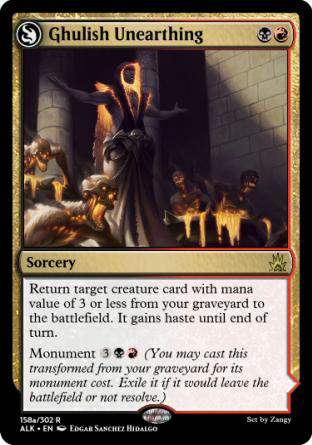 Ghulish Unearthing
Sorcery
Return target creature card with mana
value of 3 or less from your graveyard to
the battlefield. It gains haste until end of
turn.
Monument 3 (You may cast this
transformed from your graveyard for its
monument cost. Exile it if it would leave the
battlefield or not resolve.)
158a/302 R
Set by Zangy
ALK • EN Edgar Sanchez Hidalgo